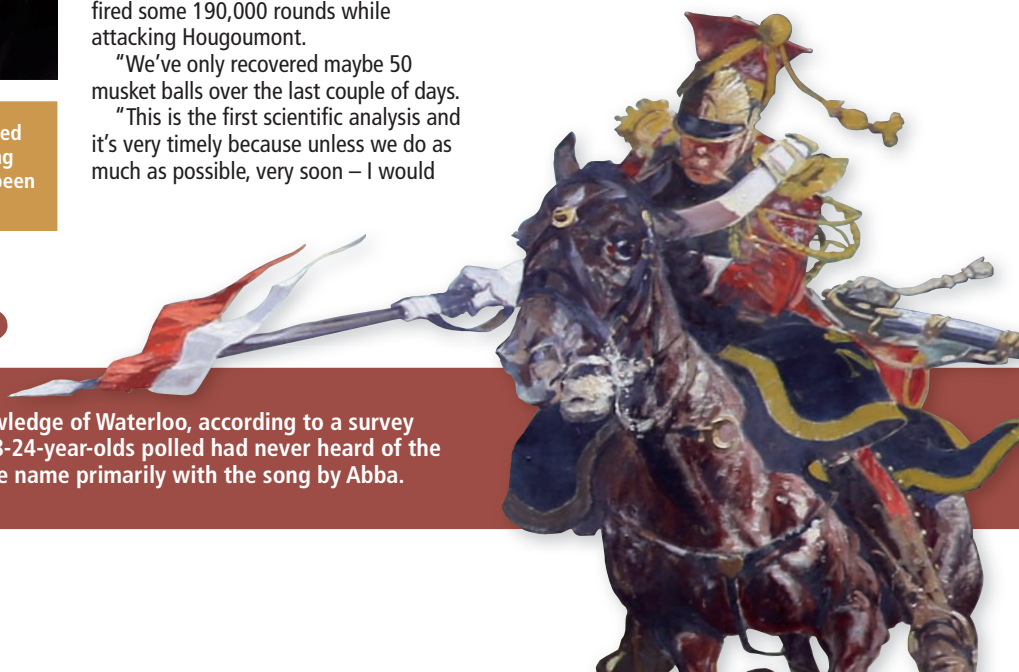 fired some 190,000 rounds while
attacking Hougoumont.
“We’ve only recovered maybe 50
musket balls over the last couple of days.
“This is the first scientific analysis and
it’s very timely because unless we do as
much as possible, very soon – I would
of Waterloo, according to a survey
-24-year-olds polled had never heard of the
name primarily with the song by Abba.